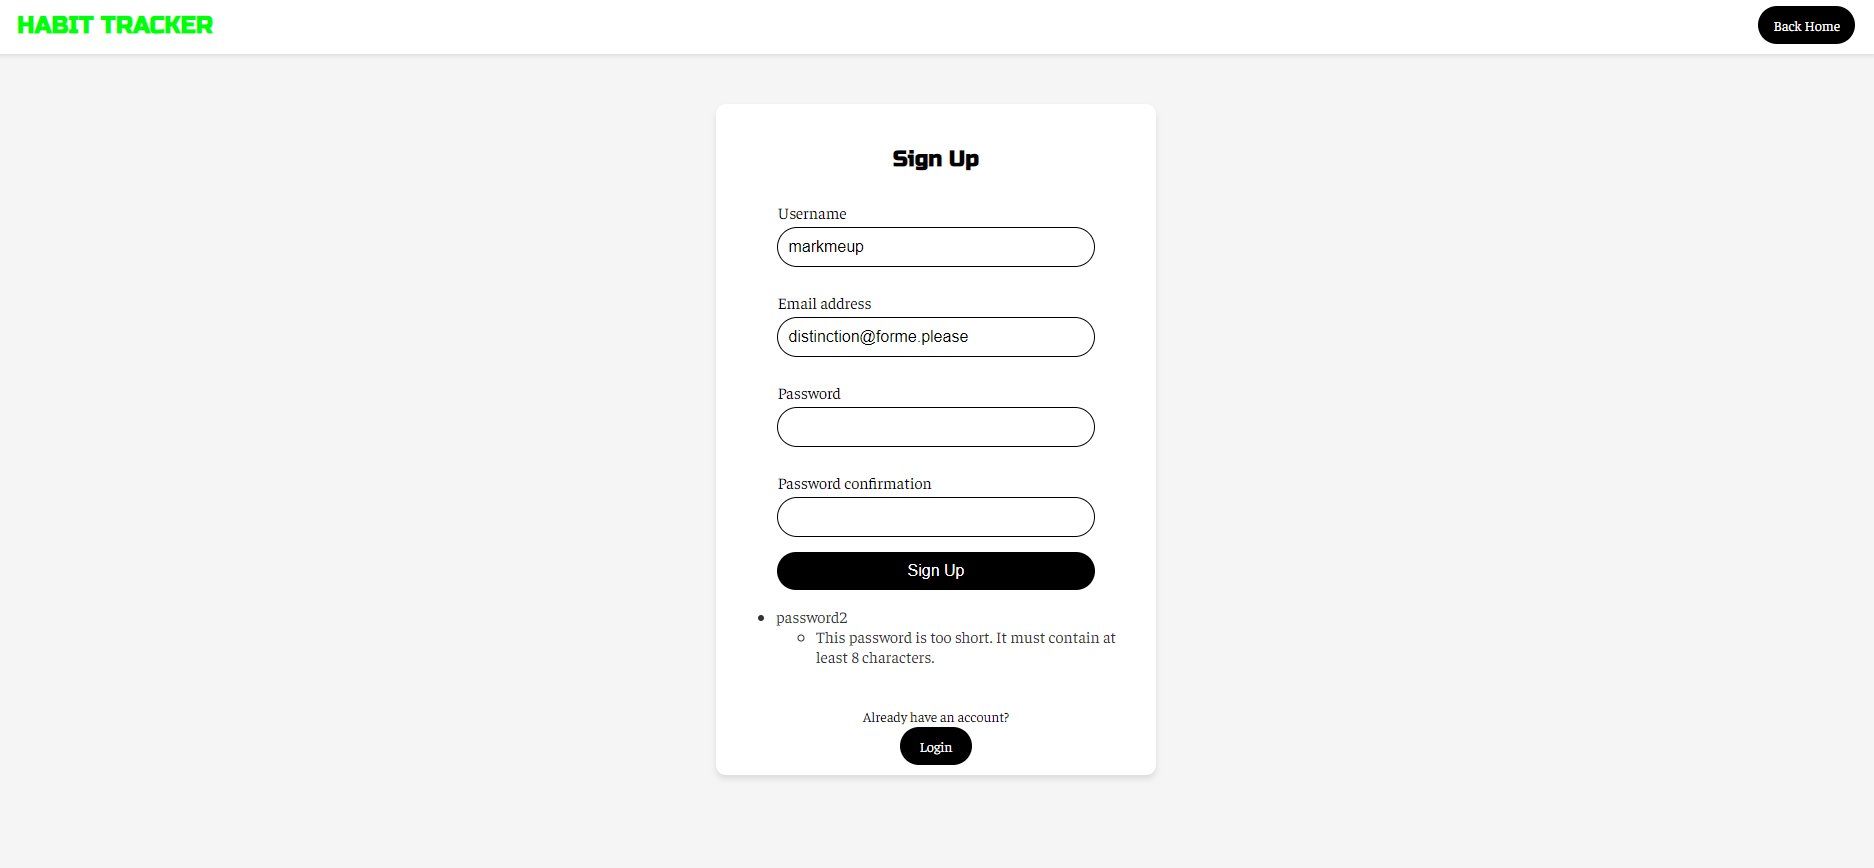 HABIT TRACKER
Back Home
Sign Up
Username
markmeup
Email address
distinction@forme.please
Password
Password confirmation
Sign Up
password2
This password is too short. It must contain at
least 8 characters.
Already have an account?
Login